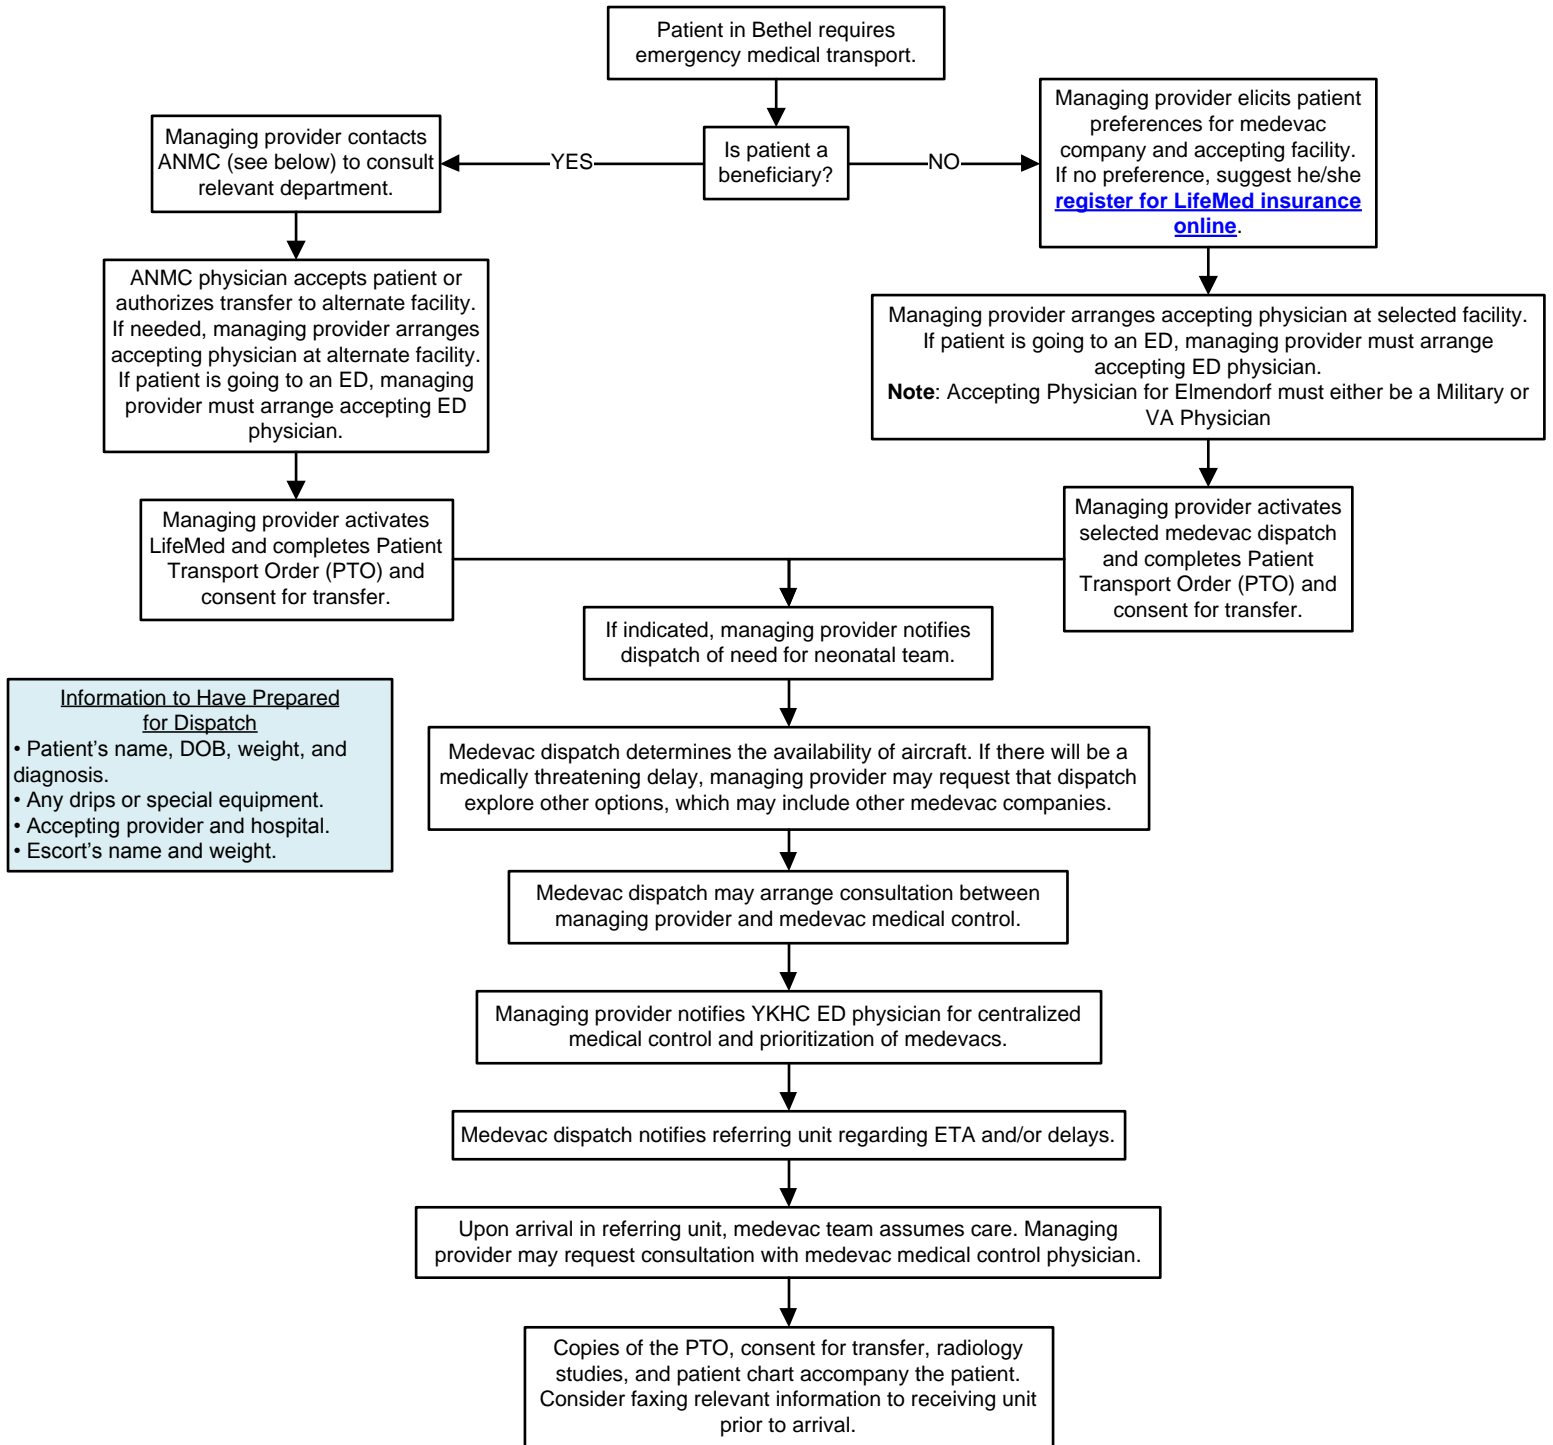 Patient in Bethel requires
emergency medical transport.
Is patient a
beneficiary?
YES
NO
Managing provider contacts
ANMC (see below) to consult
relevant department.
Managing provider elicits patient
preferences for medevac
company and accepting facility.
If no preference, suggest he/she
register for LifeMed insurance
online.
ANMC physician accepts patient or
authorizes transfer to alternate facility.
If needed, managing provider arranges
accepting physician at alternate facility.
If patient is going to an ED, managing
provider must arrange accepting ED
physician.
Managing provider arranges accepting physician at selected facility.
If patient is going to an ED, managing provider must arrange
accepting ED physician.
Note: Accepting Physician for Elmendorf must either be a Military or
VA Physician
Managing provider activates
LifeMed and completes Patient
Transport Order (PTO) and
consent for transfer.
Managing provider activates
selected medevac dispatch
and completes Patient
Transport Order (PTO) and
consent for transfer.
If indicated, managing provider notifies
dispatch of need for neonatal team.
Information to Have Prepared
for Dispatch
• Patient's name, DOB, weight, and
diagnosis.
• Any drips or special equipment.
• Accepting provider and hospital.
• Escort's name and weight.
Medevac dispatch determines the availability of aircraft. If there will be a
medically threatening delay, managing provider may request that dispatch
explore other options, which may include other medevac companies.
Medevac dispatch may arrange consultation between
managing provider and medevac medical control.
Managing provider notifies YKHC ED physician for centralized
medical control and prioritization of medevacs.
Medevac dispatch notifies referring unit regarding ETA and/or delays.
Upon arrival in referring unit, medevac team assumes care. Managing
provider may request consultation with medevac medical control physician.
Copies of the PTO, consent for transfer, radiology
studies, and patient chart accompany the patient.
Consider faxing relevant information to receiving unit
prior to arrival.